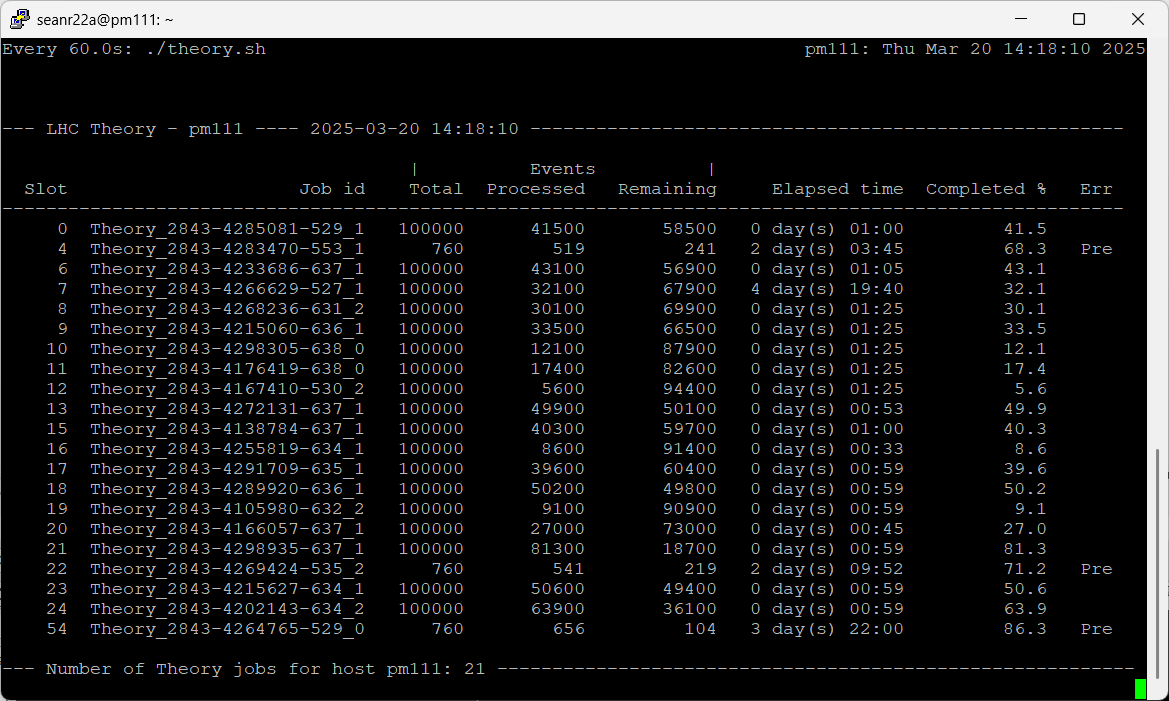 seanr22a@pm111: ~
Every 60.0s: ./theory.sh pm111: Thu Mar 20 14:18:10 2025
--- LHC Theory - pm111 ---- 2025-03-20 14:18:10 ------------------------------------------------------
| Events |
Slot Job id Total Processed Remaining Elapsed time Completed % Err
------------------------------------------------------------------------------------------------------
0 Theory_2843-4285081-529_1 100000 41500 58500 0 day(s) 01:00 41.5
4 Theory_2843-4283470-553_1 760 519 241 2 day(s) 03:45 68.3 Pre
6 Theory_2843-4233686-637_1 100000 43100 56900 0 day(s) 01:05 43.1
7 Theory_2843-4266629-527_1 100000 32100 67900 4 day(s) 19:40 32.1
8 Theory_2843-4268236-631_2 100000 30100 69900 0 day(s) 01:25 30.1
9 Theory_2843-4215060-636_1 100000 33500 66500 0 day(s) 01:25 33.5
10 Theory_2843-4298305-638_0 100000 12100 87900 0 day(s) 01:25 12.1
11 Theory_2843-4176419-638_0 100000 17400 82600 0 day(s) 01:25 17.4
12 Theory_2843-4167410-530_2 100000 5600 94400 0 day(s) 01:25 5.6
13 Theory_2843-4272131-637_1 100000 49900 50100 0 day(s) 00:53 49.9
15 Theory_2843-4138784-637_1 100000 40300 59700 0 day(s) 01:00 40.3
16 Theory_2843-4255819-634_1 100000 8600 91400 0 day(s) 00:33 8.6
17 Theory_2843-4291709-635_1 100000 39600 60400 0 day(s) 00:59 39.6
18 Theory_2843-4289920-636_1 100000 50200 49800 0 day(s) 00:59 50.2
19 Theory_2843-4105980-632_2 100000 9100 90900 0 day(s) 00:59 9.1
20 Theory_2843-4166057-637_1 100000 27000 73000 0 day(s) 00:45 27.0
21 Theory_2843-4298935-637_1 100000 81300 18700 0 day(s) 00:59 81.3
22 Theory_2843-4269424-535_2 760 541 219 2 day(s) 09:52 71.2 Pre
23 Theory_2843-4215627-634_1 100000 50600 49400 0 day(s) 00:59 50.6
24 Theory_2843-4202143-634_2 100000 63900 36100 0 day(s) 00:59 63.9
54 Theory_2843-4264765-529_0 760 656 104 3 day(s) 22:00 86.3 Pre
--- Number of Theory jobs for host pm111: 21 ----------------------------------------------------------